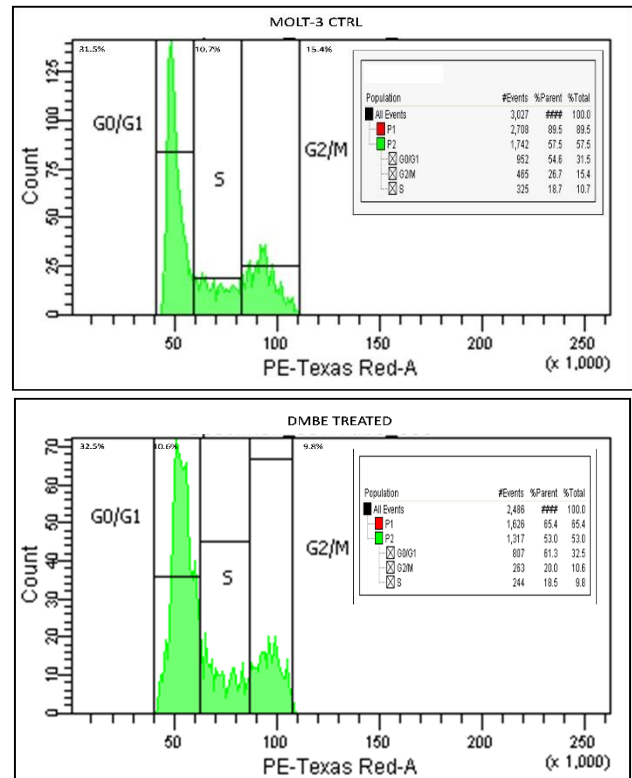 MOLT-3 CTRL
31.5% 10.7% 15.4%
G0/G1
S
G2/M
Count
125
100
75
50
25
0
Population #Events %Parent %Total
All Events 3,027 #### 100.0
P1 2,708 89.5 89.5
P2 1,742 57.5 57.5
G0/G1 952 54.6 31.5
G2/M 465 26.7 15.4
S 325 18.7 10.7
50 100 150 200 250
PE-Texas Red-A (x 1,000)
DMBE TREATED
32.5% 10.6% 9.8%
G0/G1
S
G2/M
Count
70
60
50
40
30
20
10
0
Population #Events %Parent %Total
All Events 2,486 #### 100.0
P1 1,626 65.4 65.4
P2 1,317 53.0 53.0
G0/G1 807 61.3 32.5
G2/M 263 20.0 10.6
S 244 18.5 9.8
50 100 150 200 250
PE-Texas Red-A (x 1,000)